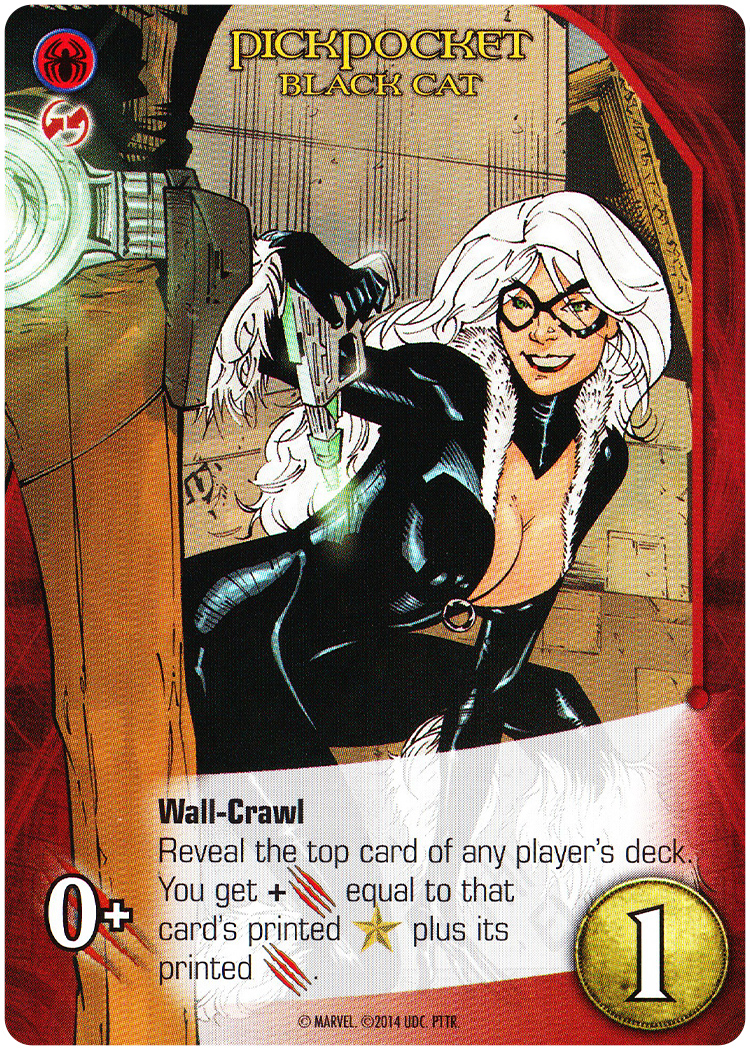 PICKPOCKET
BLACK CAT
Wall-Crawl
Reveal the top card of any player's deck.
You get + equal to that
card's printed plus its
printed .
0+
1
© MARVEL. ©2014 UDC. PTTR.